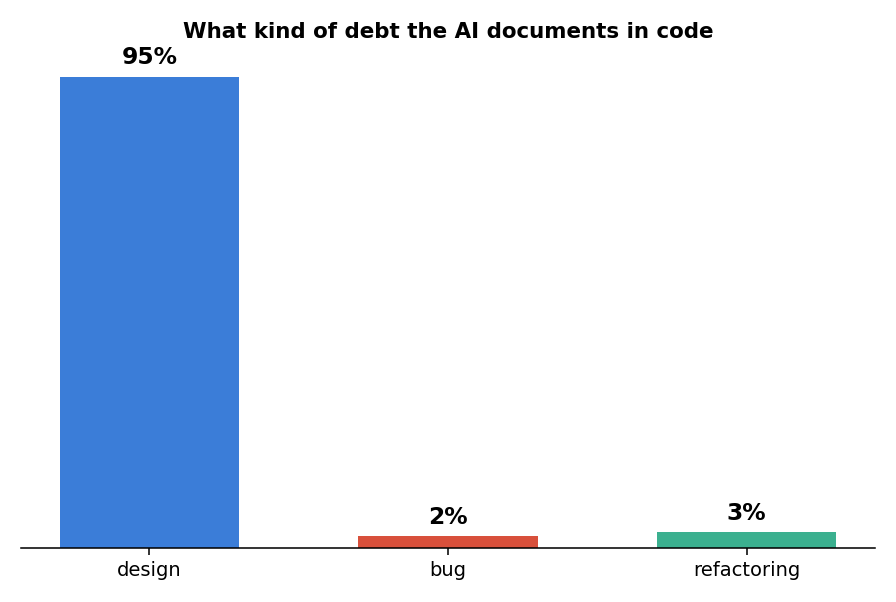 What kind of debt the AI documents in code
95%
2%
3%
design
bug
refactoring